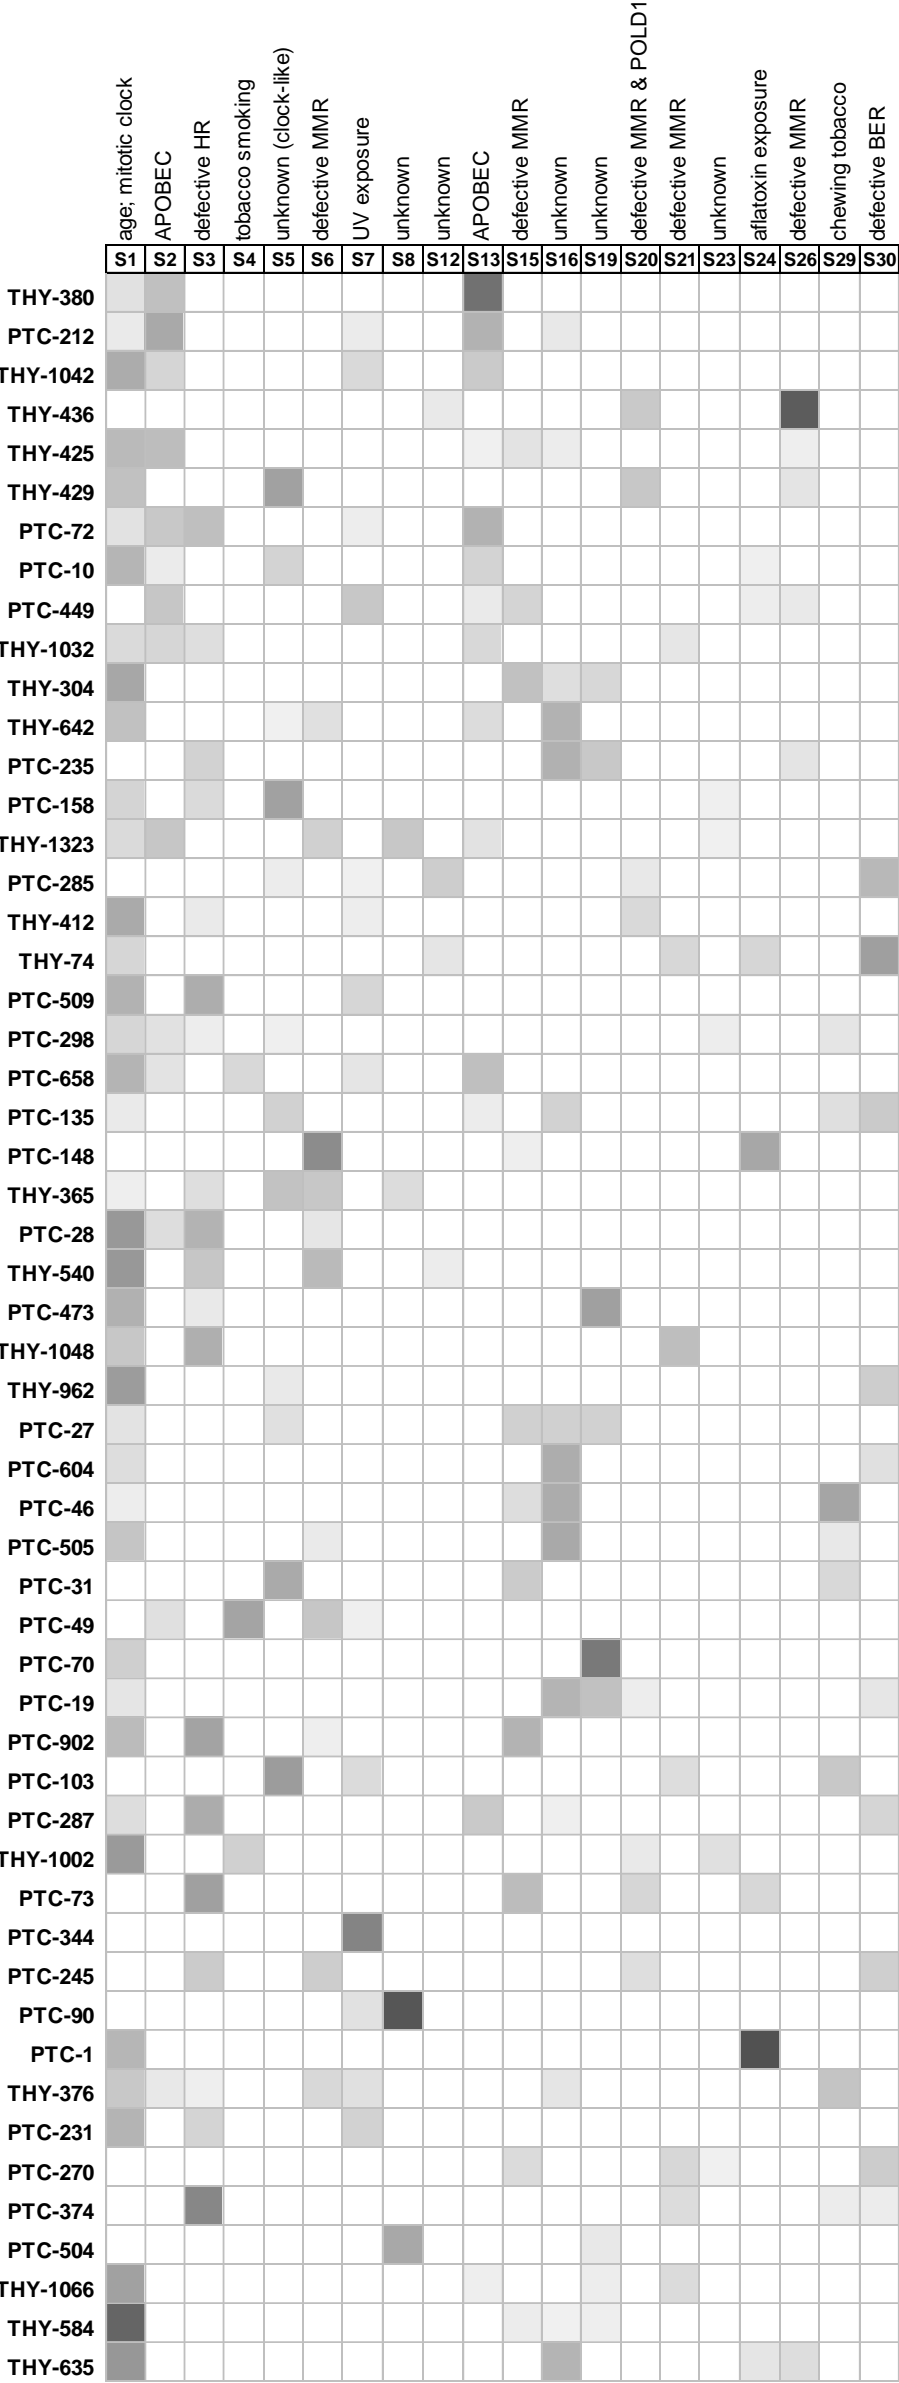 age; mitotic clock
APOBEC
defective HR
tobacco smoking
unknown (clock-like)
defective MMR
UV exposure
unknown
unknown
APOBEC
defective MMR
unknown
unknown
defective MMR & POLD1
defective MMR
unknown
aflatoxin exposure
defective MMR
chewing tobacco
defective BER
S1 S2 S3 S4 S5 S6 S7 S8 S12 S13 S15 S16 S19 S20 S21 S23 S24 S26 S29 S30
THY-380
PTC-212
THY-1042
THY-436
THY-425
THY-429
PTC-72
PTC-10
PTC-449
THY-1032
THY-304
THY-642
PTC-235
PTC-158
THY-1323
PTC-285
THY-412
THY-74
PTC-509
PTC-298
PTC-658
PTC-135
PTC-148
THY-365
PTC-28
THY-540
PTC-473
THY-1048
THY-962
PTC-27
PTC-604
PTC-46
PTC-505
PTC-31
PTC-49
PTC-70
PTC-19
PTC-902
PTC-103
PTC-287
THY-1002
PTC-73
PTC-344
PTC-245
PTC-90
PTC-1
THY-376
PTC-231
PTC-270
PTC-374
PTC-504
THY-1066
THY-584
THY-635